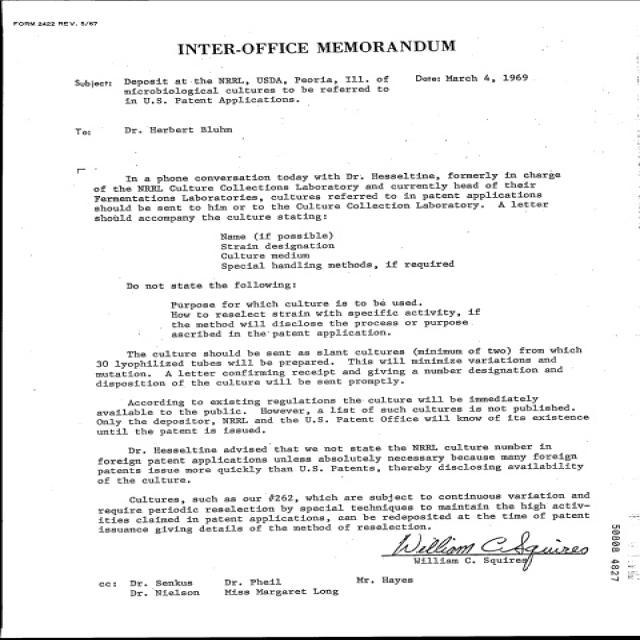 FORM 2422 REV. 5/67
INTER-OFFICE MEMORANDUM
Subject: Deposit at the NRRL, USDA, Peoria, Ill. of microbiological cultures to be referred to in U.S. Patent Applications.
Date: March 4, 1969
To: Dr. Herbert Bluhm
In a phone conversation today with Dr. Hesseltine, formerly in charge
of the NRRL Culture Collections Laboratory and currently head of their
Fermentations Laboratories, cultures referred to in patent applications
should be sent to him or to the Culture Collection Laboratory. A letter
should accompany the culture stating:
Name (if possible)
Strain designation
Culture medium
Special handling methods, if required
Do not state the following:
Purpose for which culture is to be used.
How to reselect strain with specific activity, if
the method will disclose the process or purpose
ascribed in the patent application.
The culture should be sent as slant cultures (minimum of two) from which
30 lyophilized tubes will be prepared. This will minimize variations and
mutation. A letter confirming receipt and giving a number designation and
disposition of the culture will be sent promptly.
According to existing regulations the culture will be immediately
available to the public. However, a list of such cultures is not published.
Only the depositor, NRRL and the U.S. Patent Office will know of its existence
until the patent is issued.
Dr. Hesseltine advised that we not state the NRRL culture number in
foreign patent applications unless absolutely necessary because many foreign
patents issue more quickly than U.S. Patents, thereby disclosing availability
of the culture.
Cultures, such as our #262, which are subject to continuous variation and
require periodic reselection by special techniques to maintain the high activ-
ities claimed in patent applications, can be redeposited at the time of patent
issuance giving details of the method of reselection.
William C. Squires
William C. Squires
cc: Dr. Senkus Dr. Pheil Mr. Hayes
Dr. Nielson Miss Margaret Long
50808 4827